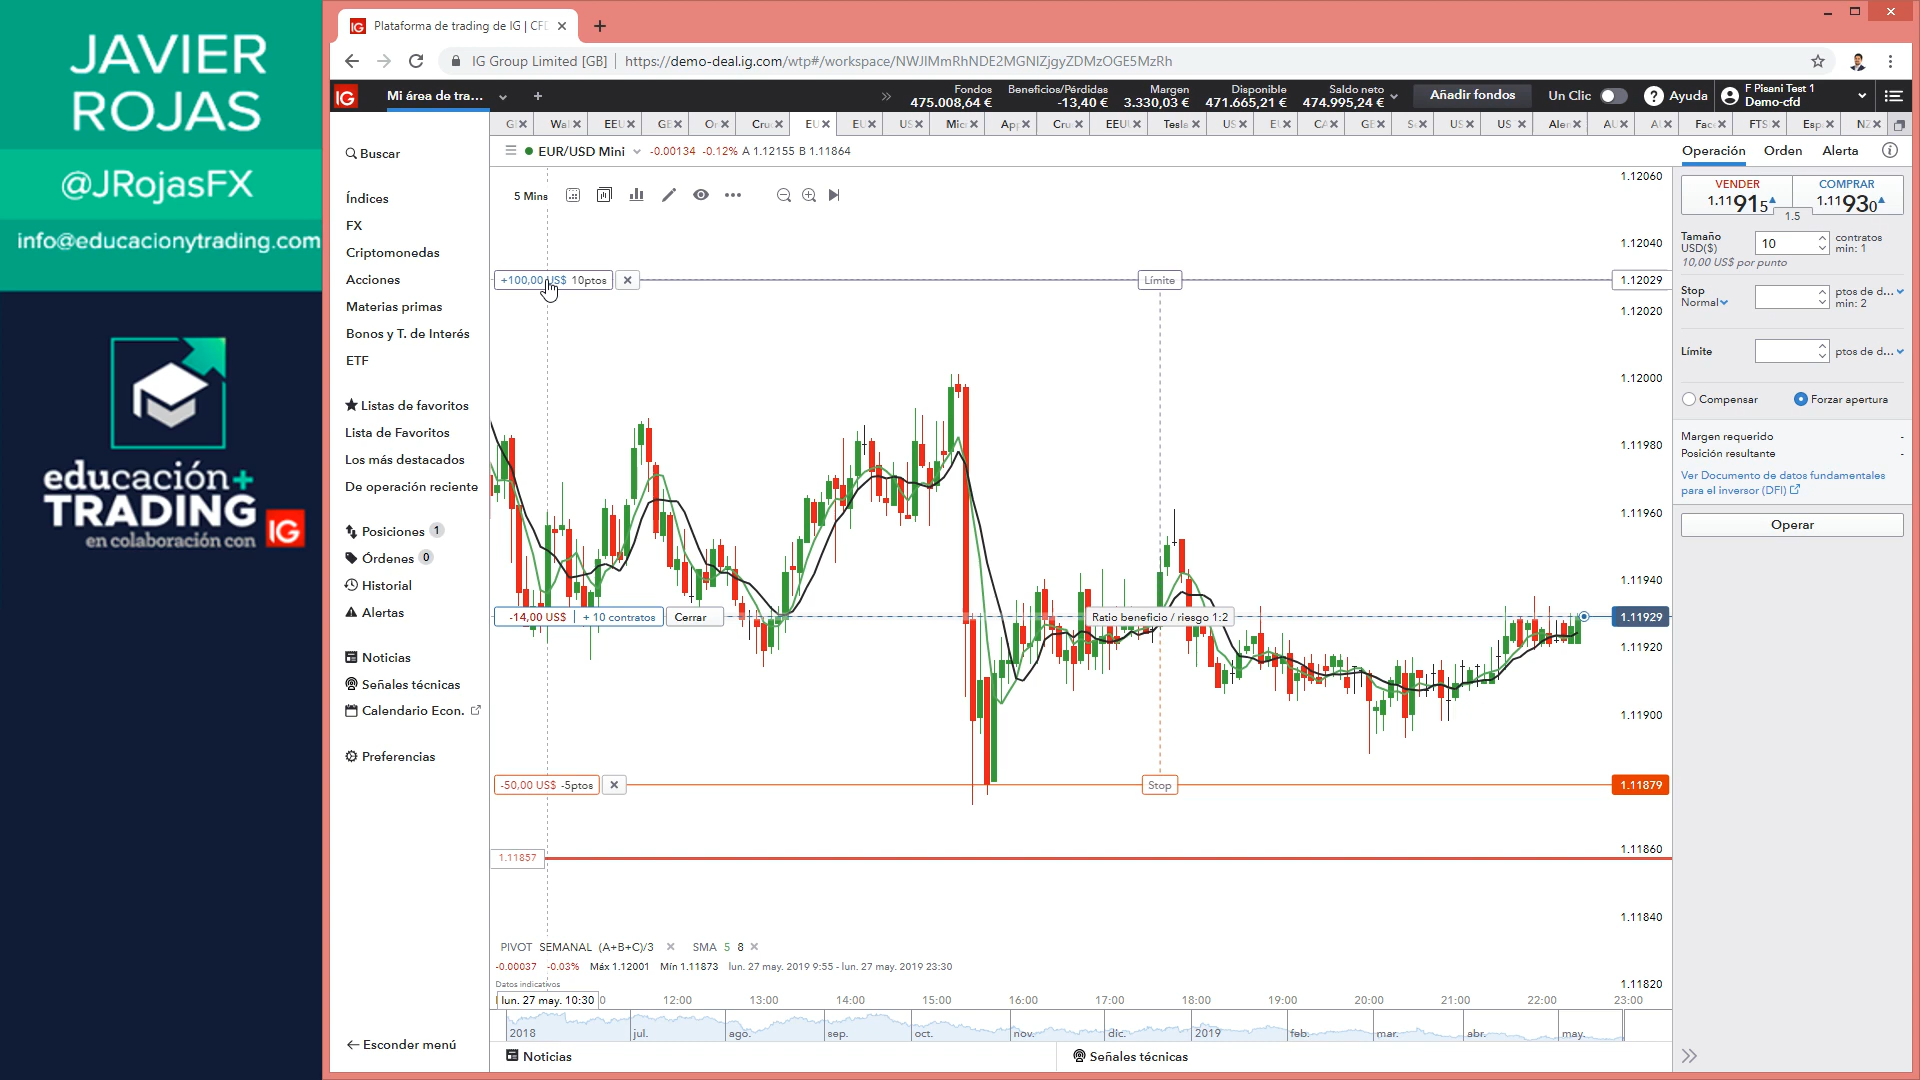 JAVIER
ROJAS
@JRojasFX
info@educacionytrading.com
educación+
TRADING
en colaboración con
IG
Plataforma de trading de IG | CFD
IG Group Limited [GB]
https://demo-deal.ig.com/wtp#/workspace/NWJIMmRhNDE2MGNlZjgyZDMzOGE5MzRh
IG
Mi área de tra...
Fondos
475.008,64 €
Beneficios/Pérdidas
-13,40 €
Margen
3.330,03 €
Disponible
471.665,21 €
Saldo neto
474.995,24 €
Añadir fondos
Un Clic
Ayuda
F Pisani Test 1
Demo-cfd
Buscar
Índices
FX
Criptomonedas
Acciones
Materias primas
Bonos y T. de Interés
ETF
Listas de favoritos
Lista de Favoritos
Los más destacados
De operación reciente
Posiciones 1
Órdenes 0
Historial
Alertas
Noticias
Señales técnicas
Calendario Econ.
Preferencias
Esconder menú
EUR/USD Mini
-0.00134 -0.12% A 1.12155 B 1.11864
5 Mins
+100,00 US$ 10ptos
Límite
-14,00 US$ | + 10 contratos
Cerrar
Ratio beneficio / riesgo 1:2
-50,00 US$ -5ptos
Stop
1.11857
1.12060
1.12040
1.12029
1.12020
1.12000
1.11980
1.11960
1.11940
1.11929
1.11920
1.11900
1.11879
1.11860
1.11840
1.11820
PIVOT SEMANAL (A+B+C)/3
SMA 5 8
-0.00037 -0.03% Máx 1.12001 Mín 1.11873 lun. 27 may. 2019 9:55 - lun. 27 may. 2019 23:30
Datos indicativos
lun. 27 may. 10:30
12:00 13:00 14:00 15:00 16:00 17:00 18:00 19:00 20:00 21:00 22:00 23:00
2018 jul. ago. sep. oct. nov. dic. 2019 feb. mar. abr. may.
Noticias
Señales técnicas
Operación Orden Alerta
VENDER
1.11915
COMPRAR
1.11930
1.5
Tamaño
USD($)
10
contratos
min: 1
10,00 US$ por punto
Stop
Normal
ptos de d...
min: 2
Límite
ptos de d...
Compensar
Forzar apertura
Margen requerido -
Posición resultante -
Ver Documento de datos fundamentales
para el inversor (DFI)
Operar